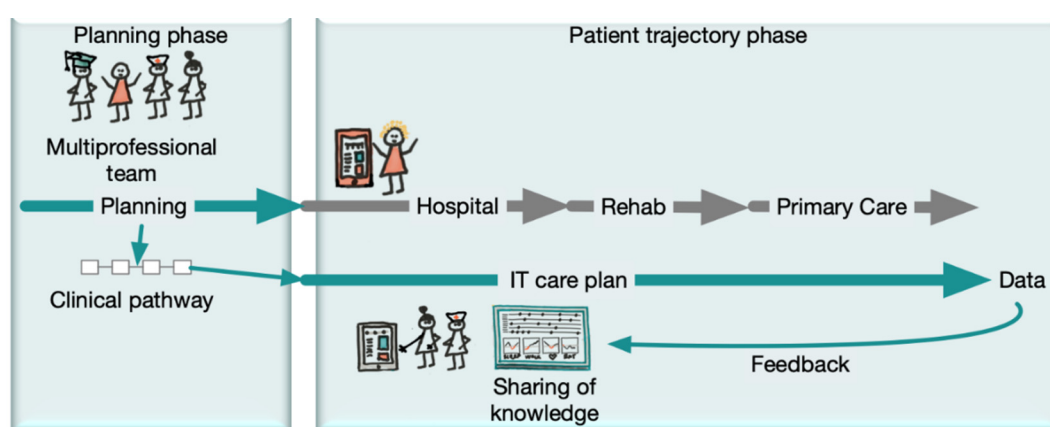 Planning phase
Patient trajectory phase
Multiprofessional
team
Planning
Hospital
Rehab
Primary Care
Clinical pathway
IT care plan
Data
Feedback
Sharing of
knowledge